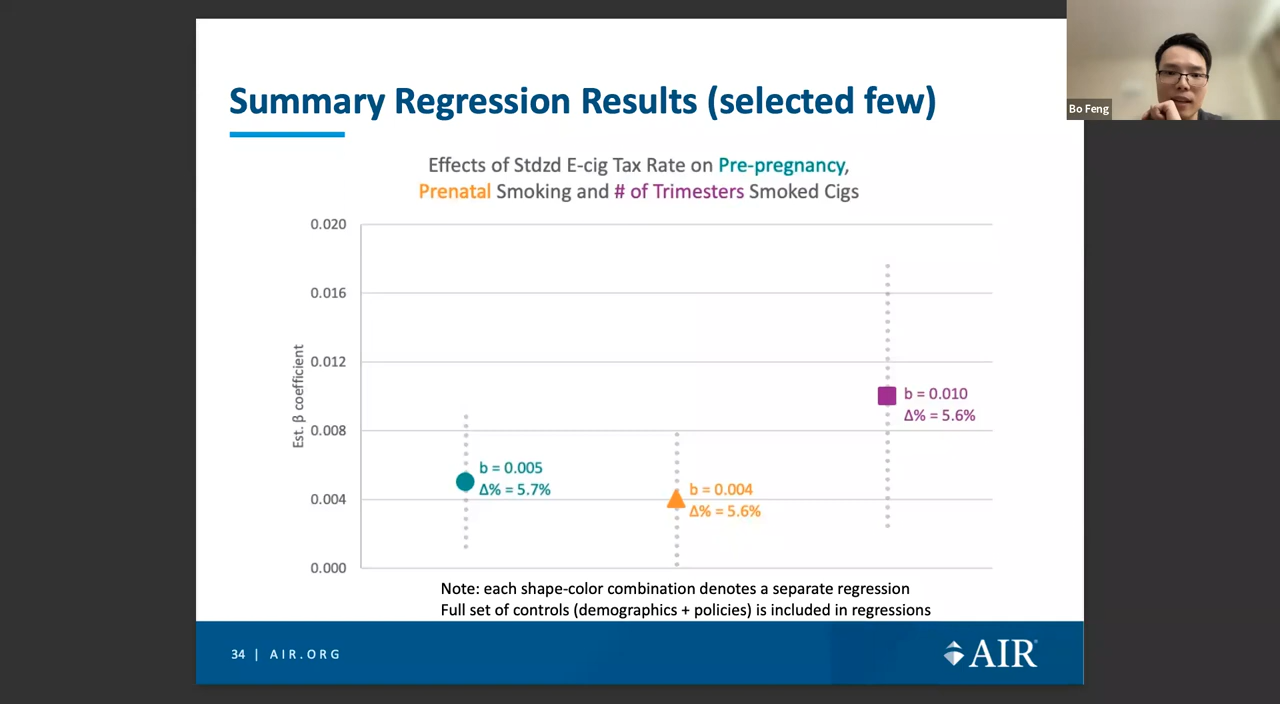 Summary Regression Results (selected few)
Bo Feng
Effects of Stdzd E-cig Tax Rate on Pre-pregnancy,
Prenatal Smoking and # of Trimesters Smoked Cigs
0.020
0.016
0.012
0.008
0.004
0.000
Est. β coefficient
b = 0.005
Δ% = 5.7%
b = 0.004
Δ% = 5.6%
b = 0.010
Δ% = 5.6%
Note: each shape-color combination denotes a separate regression
Full set of controls (demographics + policies) is included in regressions
34 | AIR.ORG
AIR®